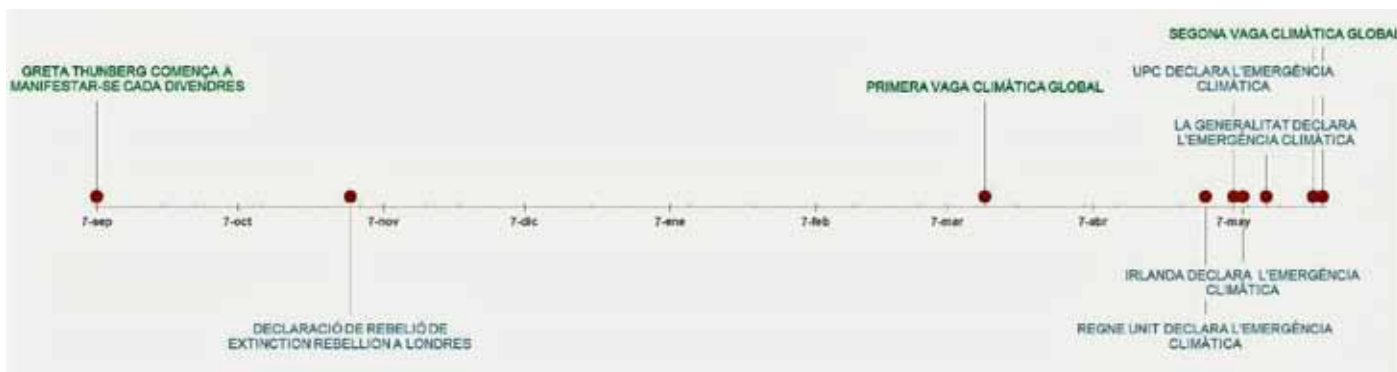 SEGONA VAGA CLIMÀTICA GLOBAL
GRETA THUNBERG COMENÇA A
MANIFESTAR-SE CADA DIVENDRES
PRIMERA VAGA CLIMÀTICA GLOBAL
UPC DECLARA L'EMERGÈNCIA
CLIMÀTICA
LA GENERALITAT DECLARA
L'EMERGÈNCIA CLIMÀTICA
7-sep 7-oct 7-nov 7-dic 7-ene 7-feb 7-mar 7-abr 7-may
IRLANDA DECLARA L'EMERGÈNCIA
CLIMÀTICA
DECLARACIÓ DE REBELIÓ DE
EXTINCTION REBELLION A LONDRES
REGNE UNIT DECLARA L'EMERGÈNCIA
CLIMÀTICA